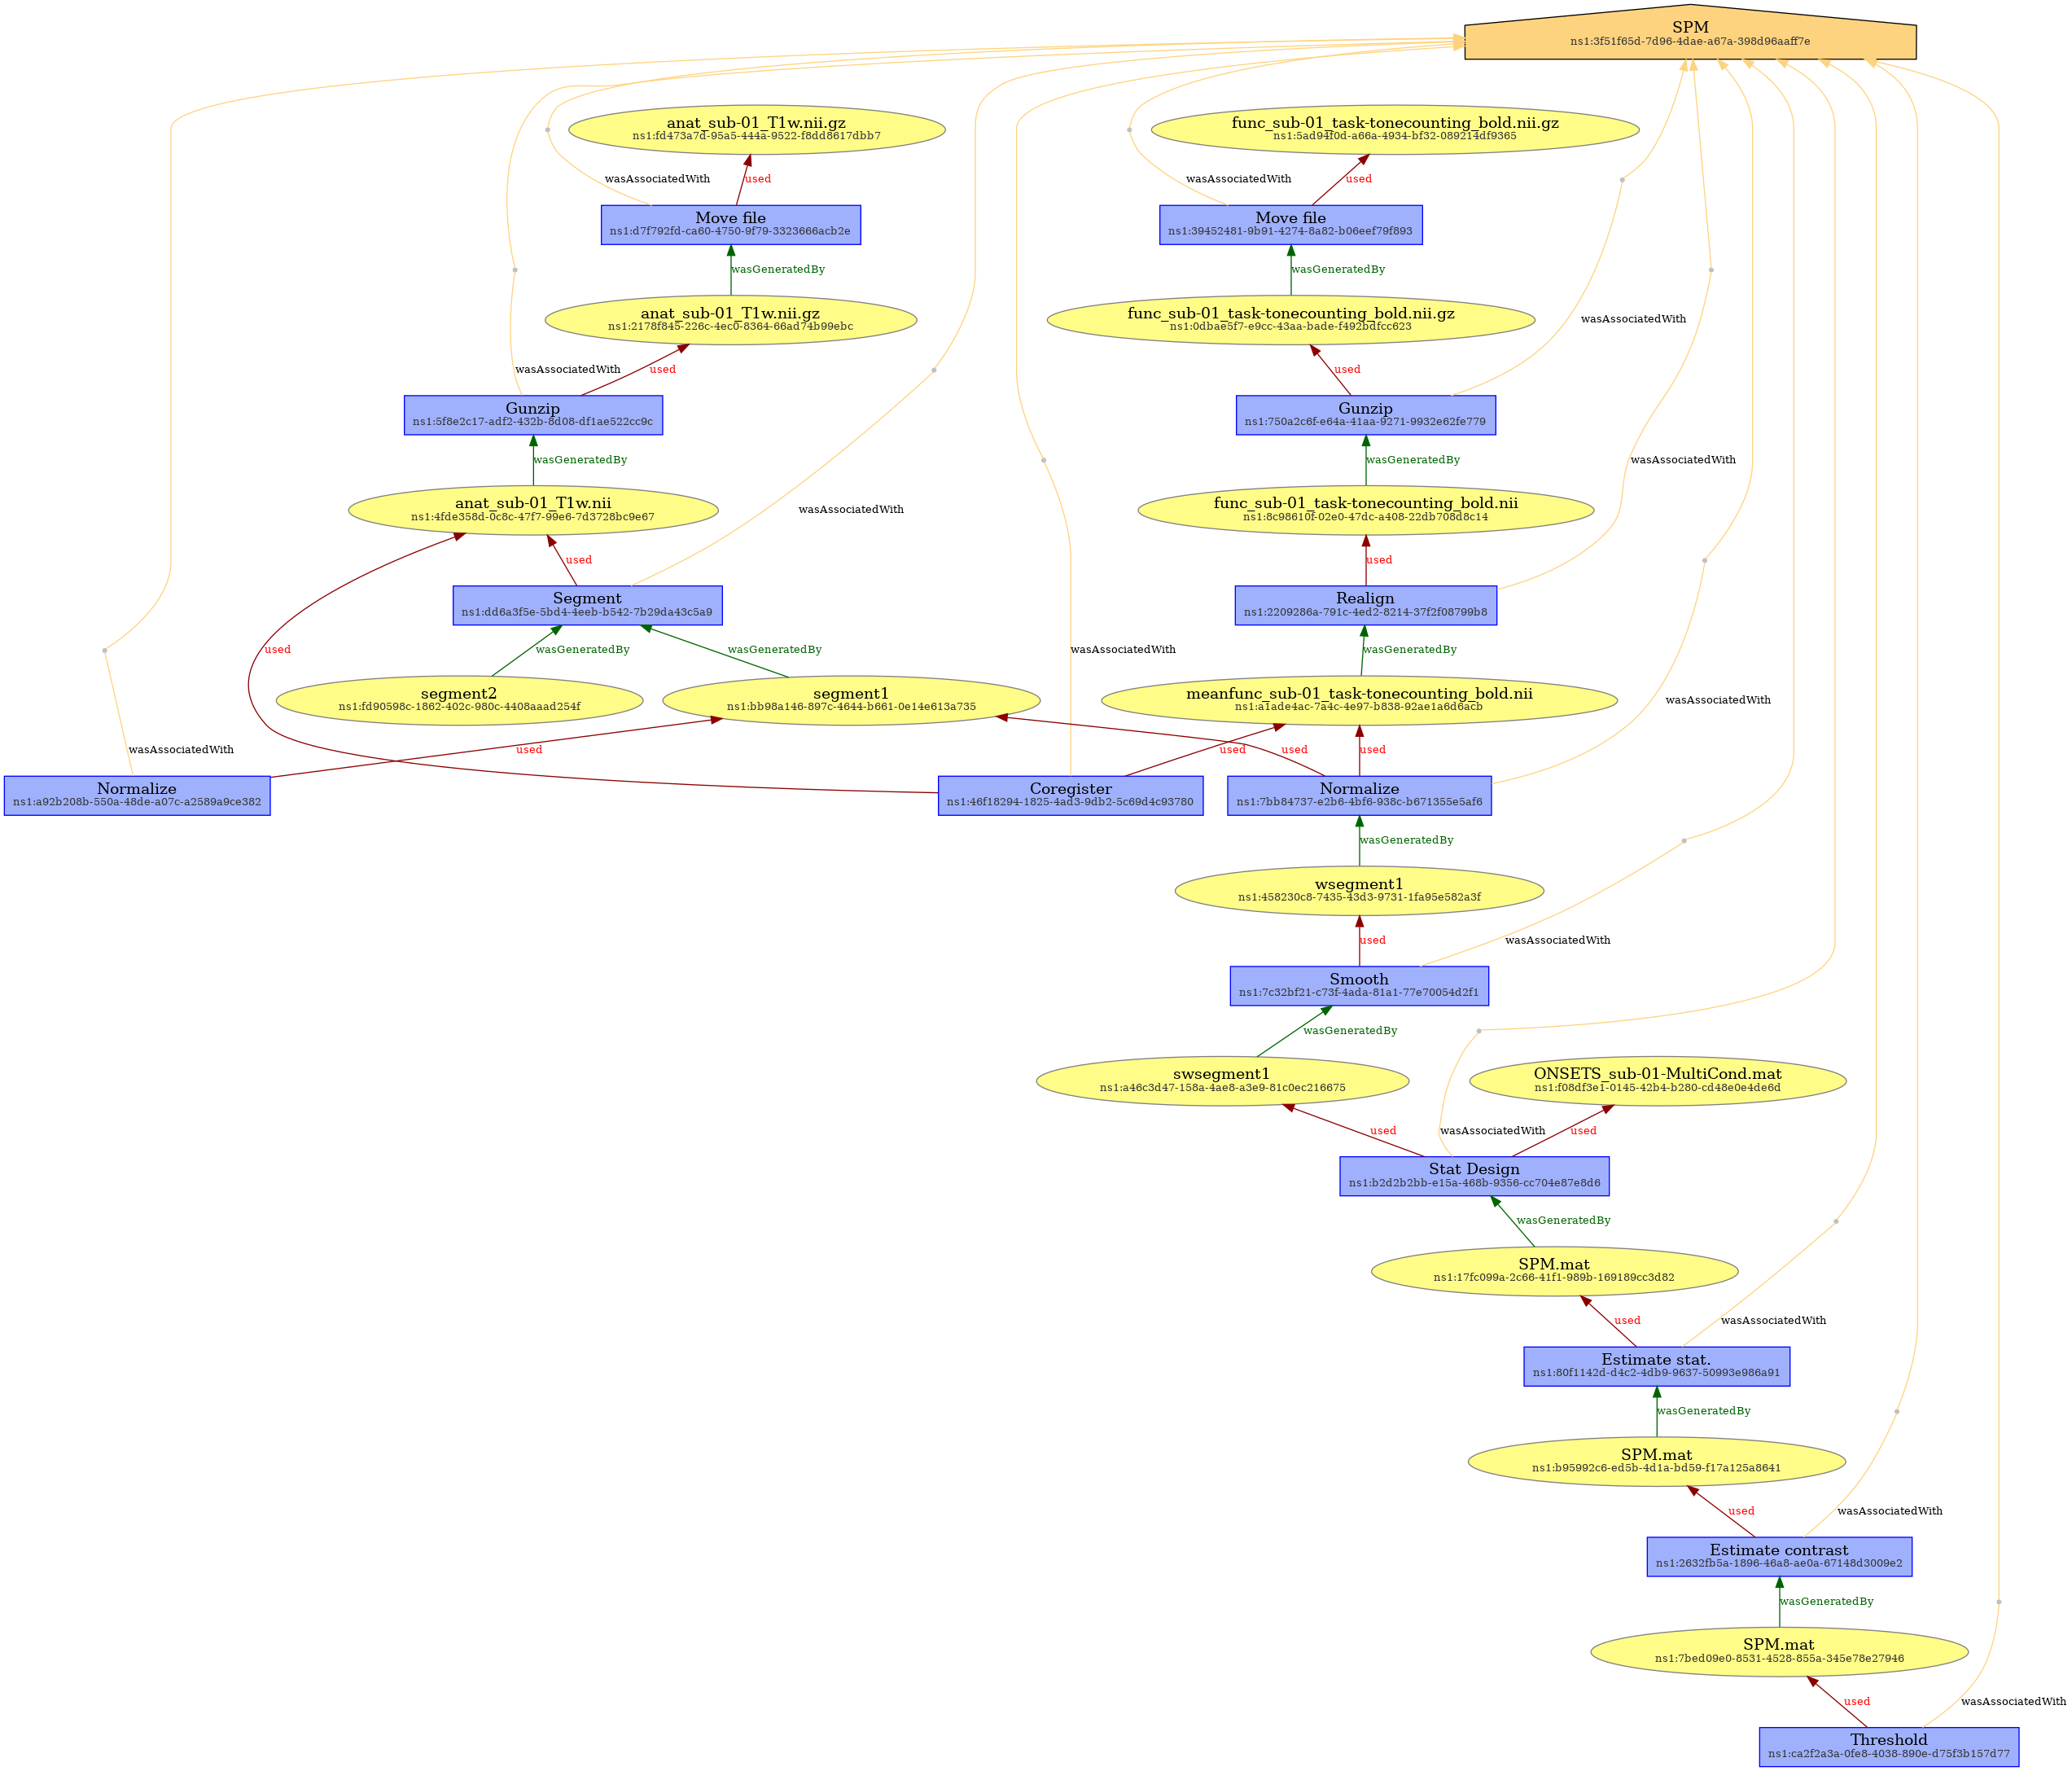 SPM
ns1:3f51f65d-7d96-4dae-a67a-398d96aaff7e
anat_sub-01_T1w.nii.gz
ns1:fd473a7d-95a5-444a-9522-f8dd8617dbb7
func_sub-01_task-tonecounting_bold.nii.gz
ns1:5ad94f0d-a66a-4934-bf32-089214df9365
wasAssociatedWith
used
wasAssociatedWith
used
Move file
ns1:d7f792fd-ca60-4750-9f79-3323666acb2e
Move file
ns1:39452481-9b91-4274-8a82-b06eef79f893
wasGeneratedBy
wasGeneratedBy
anat_sub-01_T1w.nii.gz
ns1:2178f845-226c-4ec0-8364-66ad74b99ebc
func_sub-01_task-tonecounting_bold.nii.gz
ns1:0dbae5f7-e9cc-43aa-bade-f492bdfcc623
wasAssociatedWith
wasAssociatedWith
used
used
Gunzip
ns1:5f8e2c17-adf2-432b-8d08-df1ae522cc9c
Gunzip
ns1:750a2c6f-e64a-41aa-9271-9932e62fe779
wasGeneratedBy
wasGeneratedBy
wasAssociatedWith
anat_sub-01_T1w.nii
ns1:4fde358d-0c8c-47f7-99e6-7d3728bc9e67
wasAssociatedWith
func_sub-01_task-tonecounting_bold.nii
ns1:8c98610f-02e0-47dc-a408-22db708d8c14
used
used
Segment
ns1:dd6a3f5e-5bd4-4eeb-b542-7b29da43c5a9
Realign
ns1:2209286a-791c-4ed2-8214-37f2f08799b8
used
wasGeneratedBy
wasGeneratedBy
wasAssociatedWith
wasGeneratedBy
segment2
ns1:fd90598c-1862-402c-980c-4408aaad254f
segment1
ns1:bb98a146-897c-4644-b661-0e14e613a735
meanfunc_sub-01_task-tonecounting_bold.nii
ns1:a1ade4ac-7a4c-4e97-b838-92ae1a6d6acb
wasAssociatedWith
wasAssociatedWith
used
used
used
used
Normalize
ns1:a92b208b-550a-48de-a07c-a2589a9ce382
Coregister
ns1:46f18294-1825-4ad3-9db2-5c69d4c93780
Normalize
ns1:7bb84737-e2b6-4bf6-938c-b671355e5af6
wasGeneratedBy
wsegment1
ns1:458230c8-7435-43d3-9731-1fa95e582a3f
used
wasAssociatedWith
Smooth
ns1:7c32bf21-c73f-4ada-81a1-77e70054d2f1
wasGeneratedBy
swsegment1
ns1:a46c3d47-158a-4ae8-a3e9-81c0ec216675
ONSETS_sub-01-MultiCond.mat
ns1:f08df3e1-0145-42b4-b280-cd48e0e4de6d
used
wasAssociatedWith
used
Stat Design
ns1:b2d2b2bb-e15a-468b-9356-cc704e87e8d6
wasGeneratedBy
SPM.mat
ns1:17fc099a-2c66-41f1-989b-169189cc3d82
used
wasAssociatedWith
Estimate stat.
ns1:80f1142d-d4c2-4db9-9637-50993e986a91
wasGeneratedBy
SPM.mat
ns1:b95992c6-ed5b-4d1a-bd59-f17a125a8641
used
wasAssociatedWith
Estimate contrast
ns1:2632fb5a-1896-46a8-ae0a-67148d3009e2
wasGeneratedBy
SPM.mat
ns1:7bed09e0-8531-4528-855a-345e78e27946
used
wasAssociatedWith
Threshold
ns1:ca2f2a3a-0fe8-4038-890e-d75f3b157d77